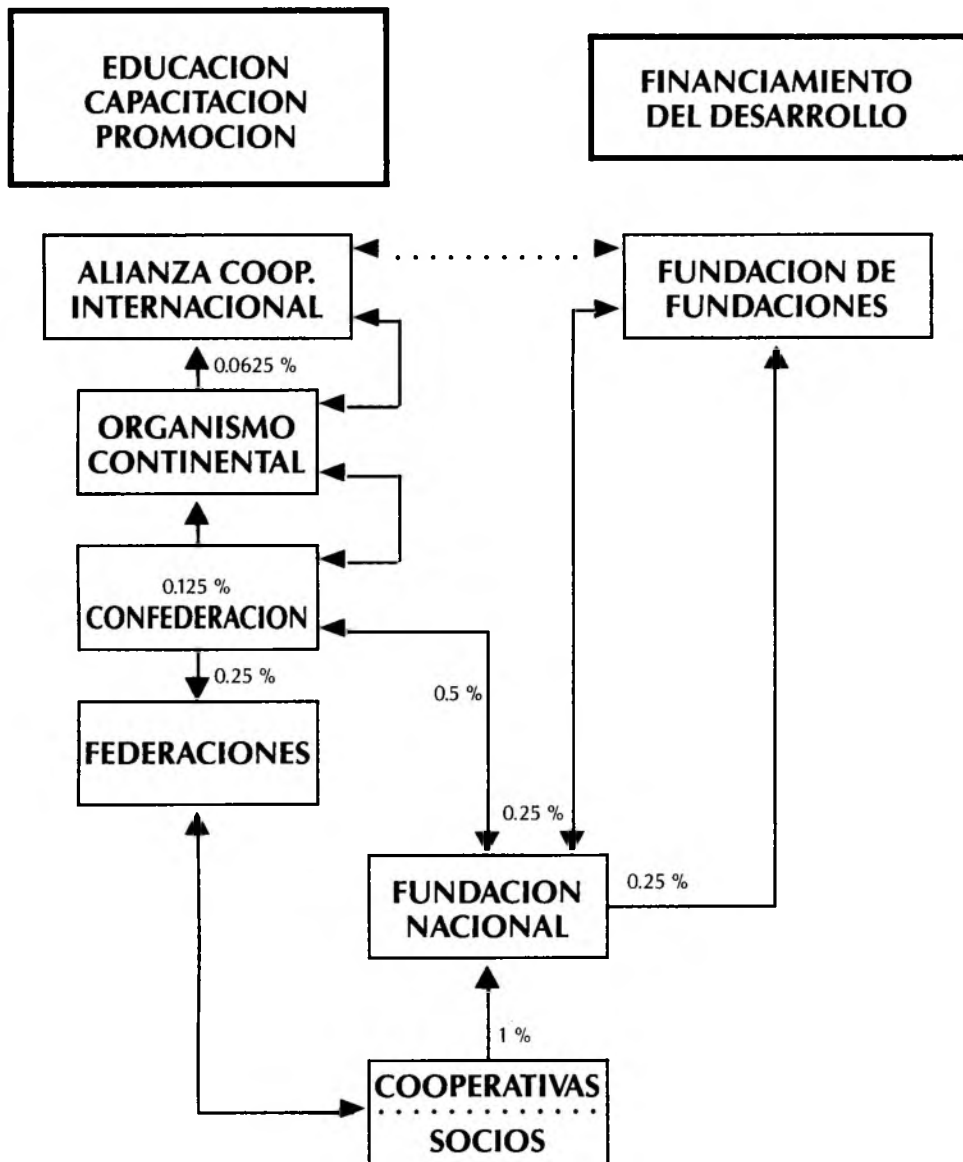 EDUCACION
CAPACITACION
PROMOCION
FINANCIAMIENTO
DEL DESARROLLO
ALIANZA COOP.
INTERNACIONAL
FUNDACION DE
FUNDACIONES
0.0625 %
ORGANISMO
CONTINENTAL
0.125 %
CONFEDERACION
0.25 %
0.5 %
FEDERACIONES
0.25 %
FUNDACION
NACIONAL
0.25 %
1 %
COOPERATIVAS
SOCIOS